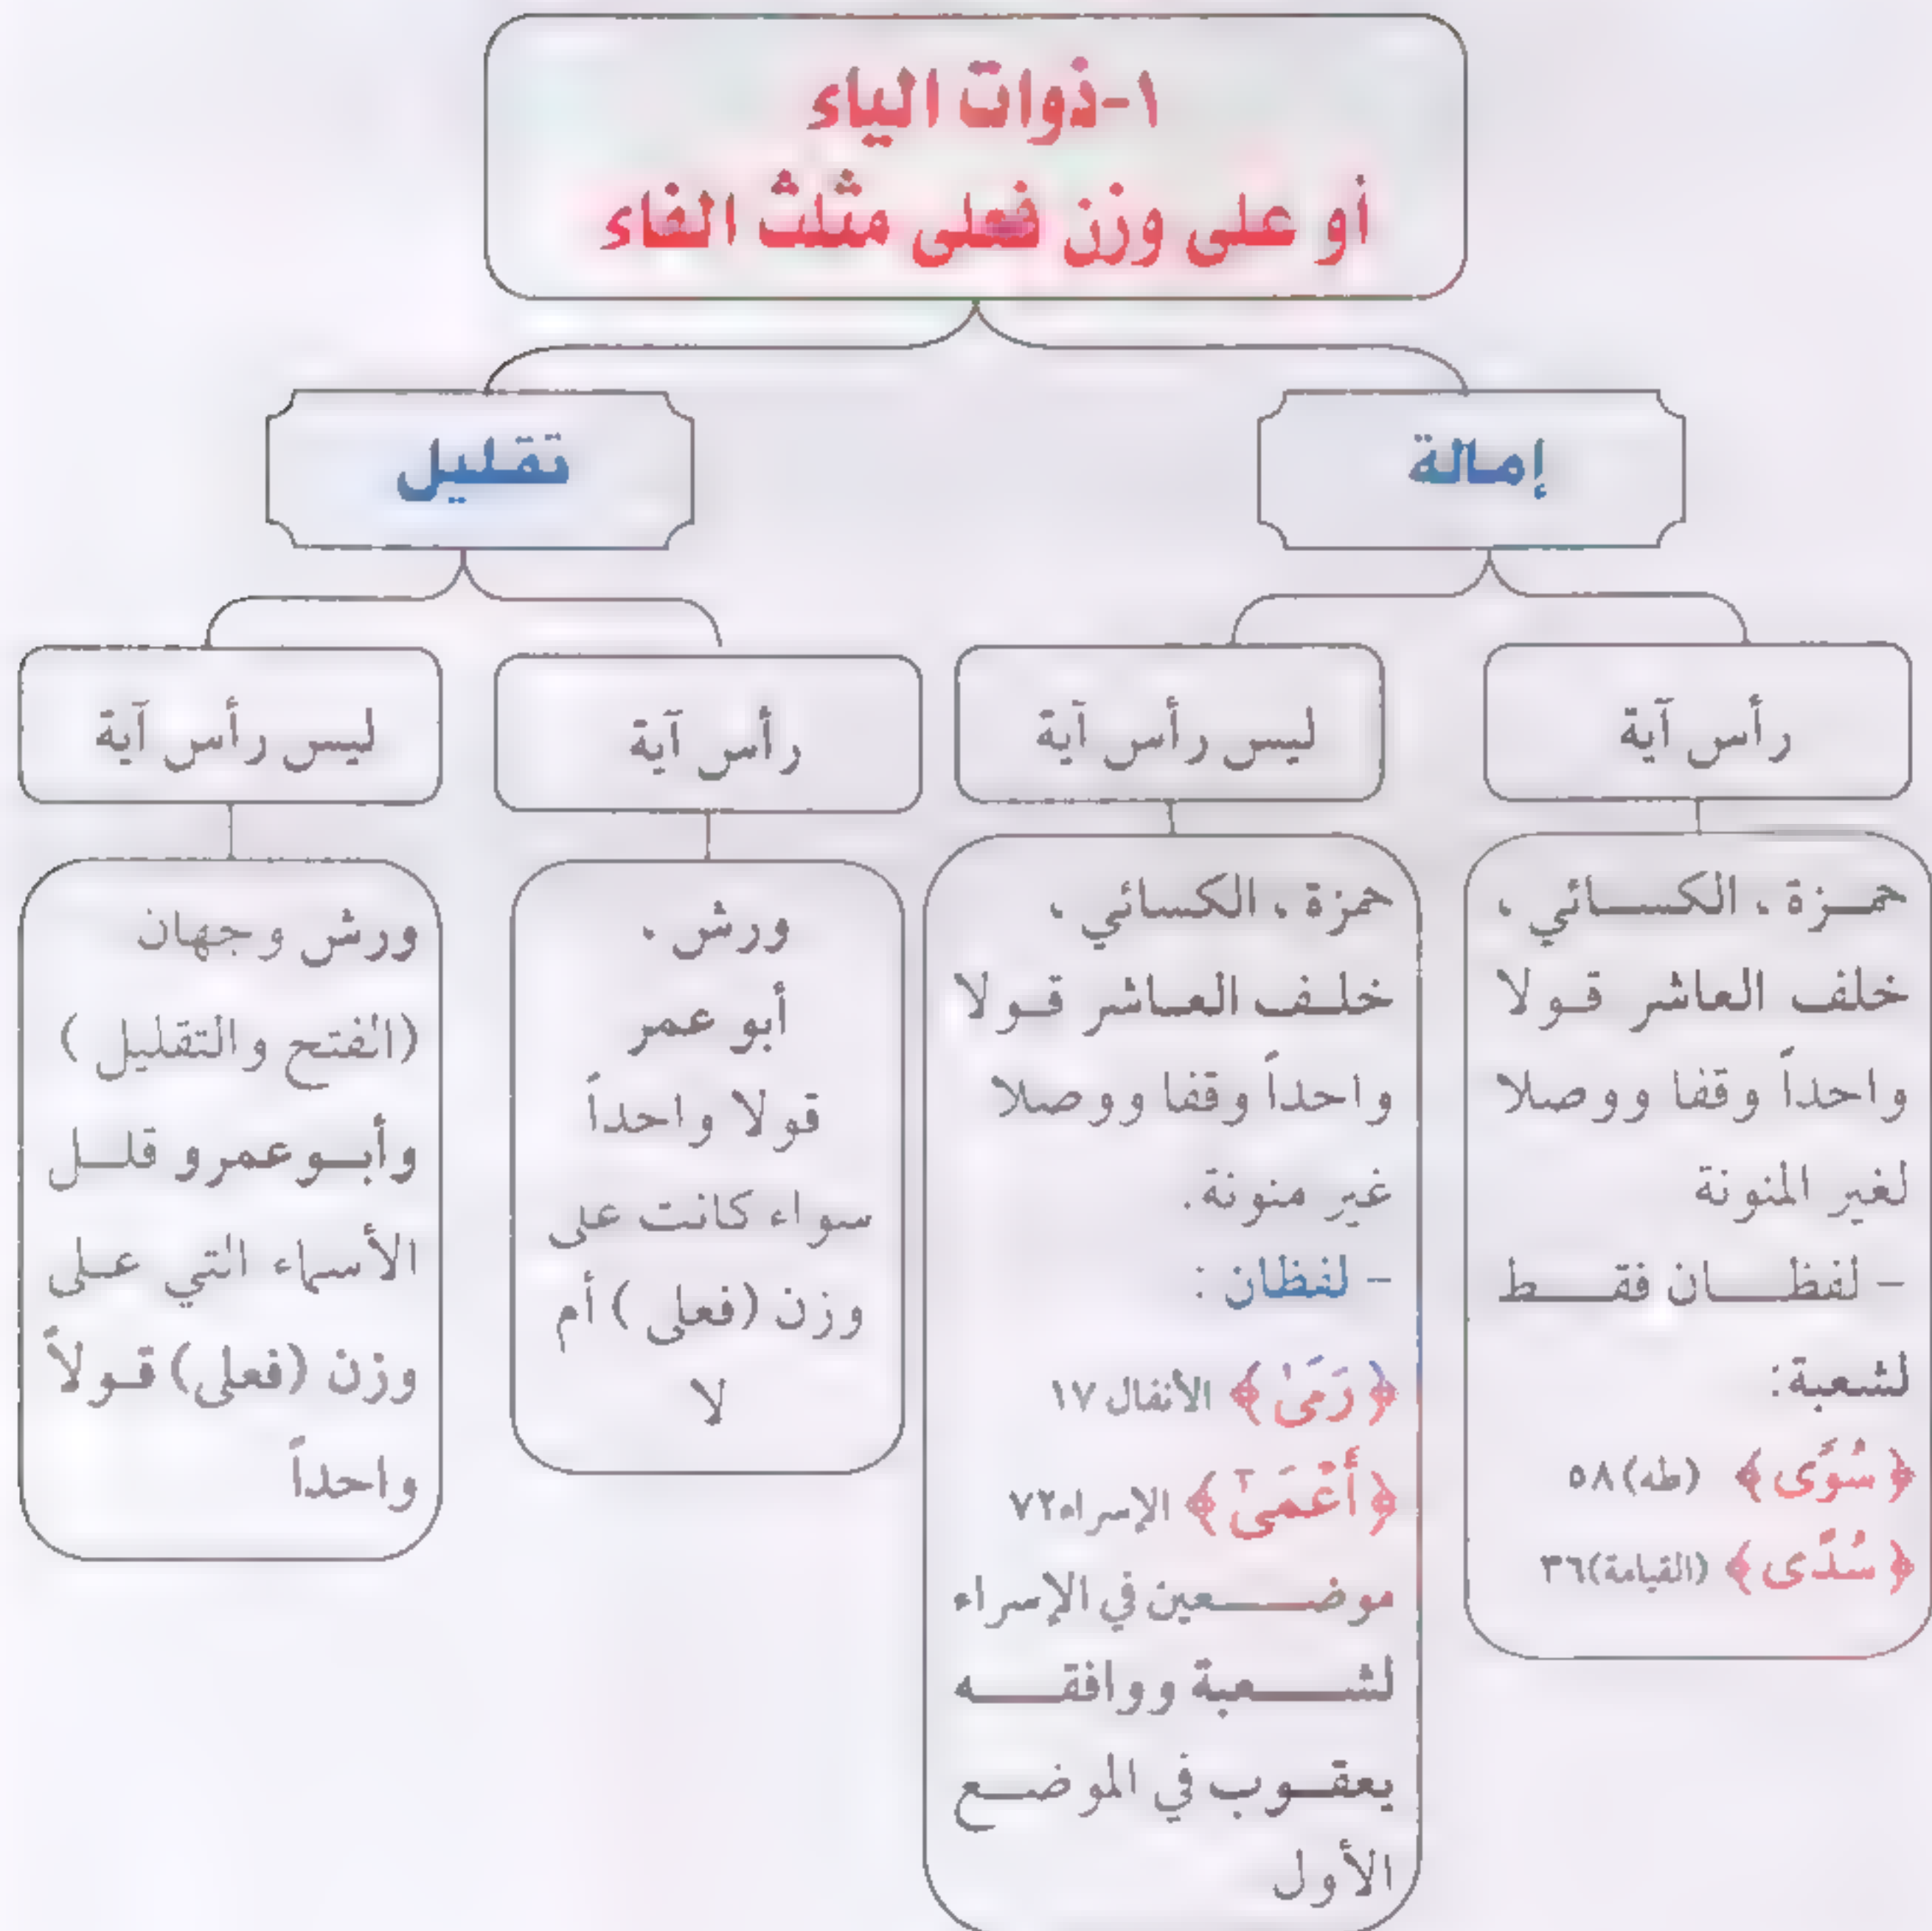 ١-ذوات الياء
أو على وزن فعلى مثلث الفاء
إمالة
تقليل
رأس آية
ليس رأس آية
رأس آية
ليس رأس آية
حمزة ، الكسائي ،
خلف العاشر قولا
واحداً وقفا ووصلا
لغير المنونة
- لفظان فقط
لشعبة:
﴿سُوًى﴾ (طه)٥٨
﴿سُدًى﴾ (القيامة)٣٦
حمزة ، الكسائي ،
خلف العاشر قولا
واحداً وقفا ووصلا
غير منونة.
- لفظان :
﴿رَمَىٰ﴾ الأنفال ١٧
﴿أَعْمَىٰٓ﴾ الإسراء٧٢
موضعين في الإسراء
لشعبة ووافقه
يعقوب في الموضع
الأول
ورش ،
أبو عمر
قولا واحداً
سواء كانت على
وزن (فعلى) أم
لا
ورش وجهان
(الفتح والتقليل)
وأبو عمرو قلل
الأسماء التي على
وزن (فعلى) قولاً
واحداً